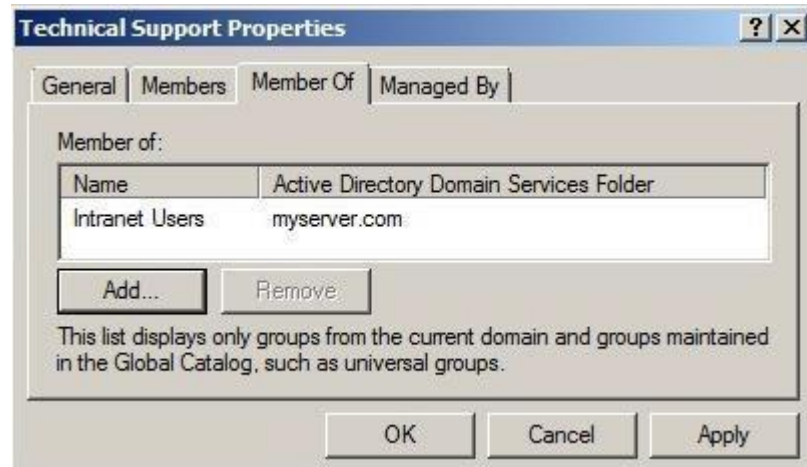 Technical Support Properties
General Members Member Of Managed By
Member of:
Name Active Directory Domain Services Folder
Intranet Users myserver.com
Add... Remove
This list displays only groups from the current domain and groups maintained
in the Global Catalog, such as universal groups.
OK Cancel Apply